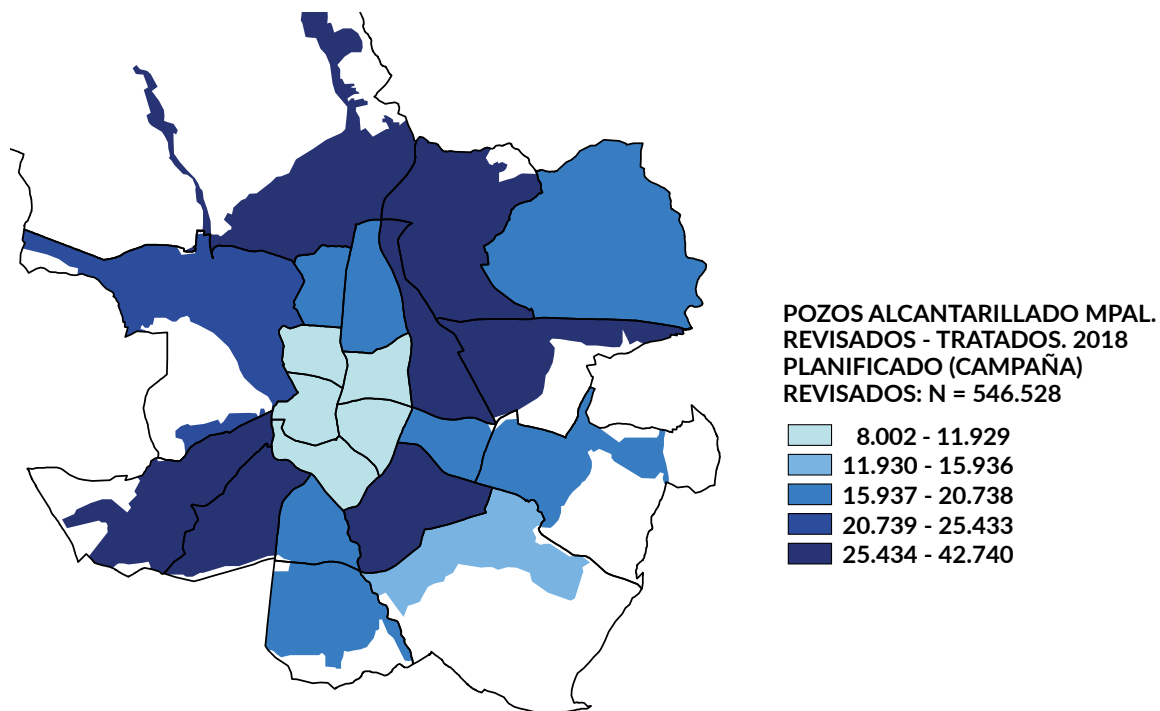 POZOS ALCANTARILLADO MPAL.
REVISADOS - TRATADOS. 2018
PLANIFICADO (CAMPAÑA)
REVISADOS: N = 546.528
8.002 - 11.929
11.930 - 15.936
15.937 - 20.738
20.739 - 25.433
25.434 - 42.740